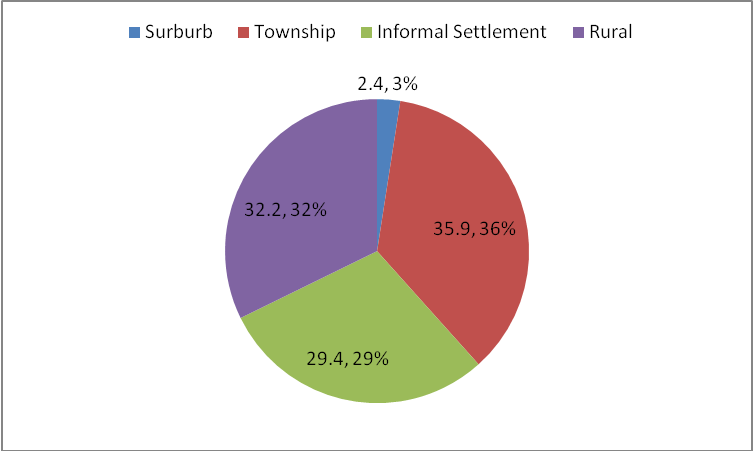 Surburb Township Informal Settlement Rural
2.4, 3%
32.2, 32%
35.9, 36%
29.4, 29%